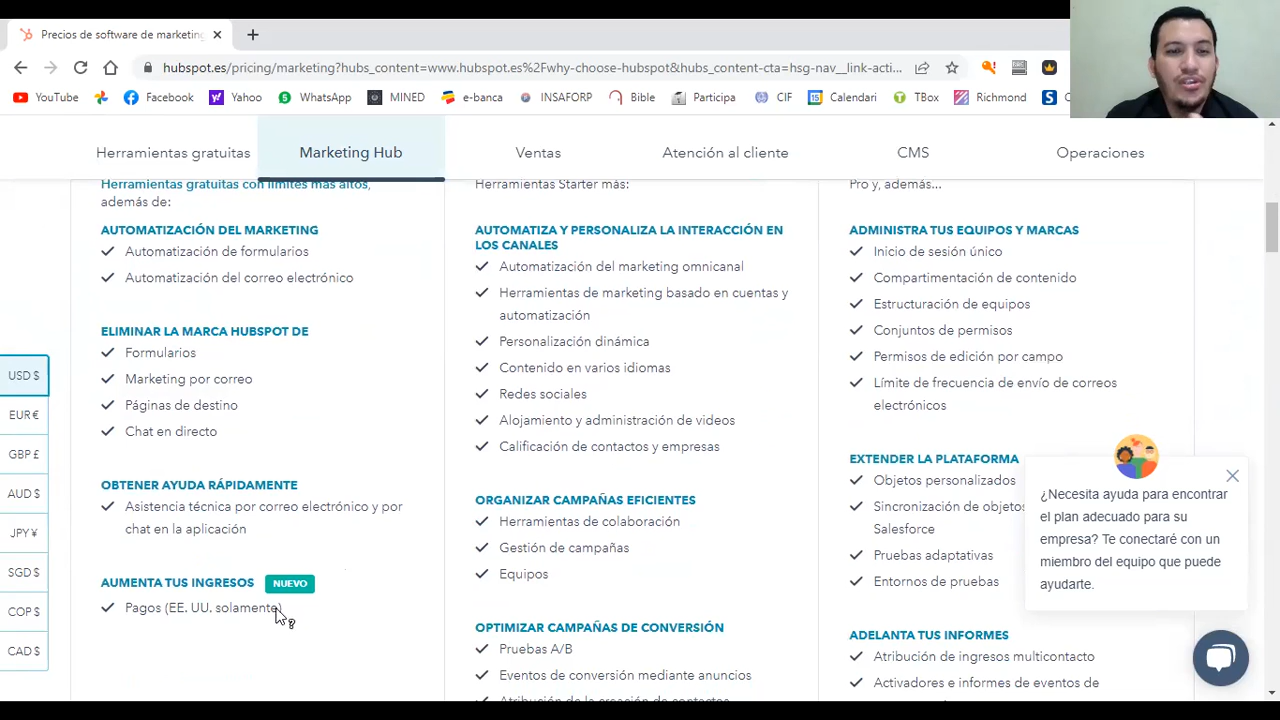 Precios de software de marketing
hubspot.es/pricing/marketing?hubs_content=www.hubspot.es%2Fwhy-choose-hubspot&hubs_content-cta=hsg-nav__link-acti...
YouTube
Facebook
Yahoo
WhatsApp
MINED
e-banca
INSAFORP
Bible
Participa
CIF
Calendari
TBox
Richmond
Herramientas gratuitas
Marketing Hub
Ventas
Atención al cliente
CMS
Operaciones
Herramientas gratuitas con límites más altos,
además de:
AUTOMATIZACIÓN DEL MARKETING
Automatización de formularios
Automatización del correo electrónico
ELIMINAR LA MARCA HUBSPOT DE
Formularios
Marketing por correo
Páginas de destino
Chat en directo
OBTENER AYUDA RÁPIDAMENTE
Asistencia técnica por correo electrónico y por
chat en la aplicación
AUMENTA TUS INGRESOS NUEVO
Pagos (EE. UU. solamente)
Herramientas Starter más:
AUTOMATIZA Y PERSONALIZA LA INTERACCIÓN EN
LOS CANALES
Automatización del marketing omnicanal
Herramientas de marketing basado en cuentas y
automatización
Personalización dinámica
Contenido en varios idiomas
Redes sociales
Alojamiento y administración de videos
Calificación de contactos y empresas
ORGANIZAR CAMPAÑAS EFICIENTES
Herramientas de colaboración
Gestión de campañas
Equipos
OPTIMIZAR CAMPAÑAS DE CONVERSIÓN
Pruebas A/B
Eventos de conversión mediante anuncios
Atribución de la creación de contactos
Pro y, además...
ADMINISTRA TUS EQUIPOS Y MARCAS
Inicio de sesión único
Compartimentación de contenido
Estructuración de equipos
Conjuntos de permisos
Permisos de edición por campo
Límite de frecuencia de envío de correos
electrónicos
EXTENDER LA PLATAFORMA
Objetos personalizados
Sincronización de objetos
Salesforce
Pruebas adaptativas
Entornos de pruebas
ADELANTA TUS INFORMES
Atribución de ingresos multicontacto
Activadores e informes de eventos de
USD $
EUR €
GBP £
AUD $
JPY ¥
SGD $
COP $
CAD $
¿Necesita ayuda para encontrar
el plan adecuado para su
empresa? Te conectaré con un
miembro del equipo que puede
ayudarte.